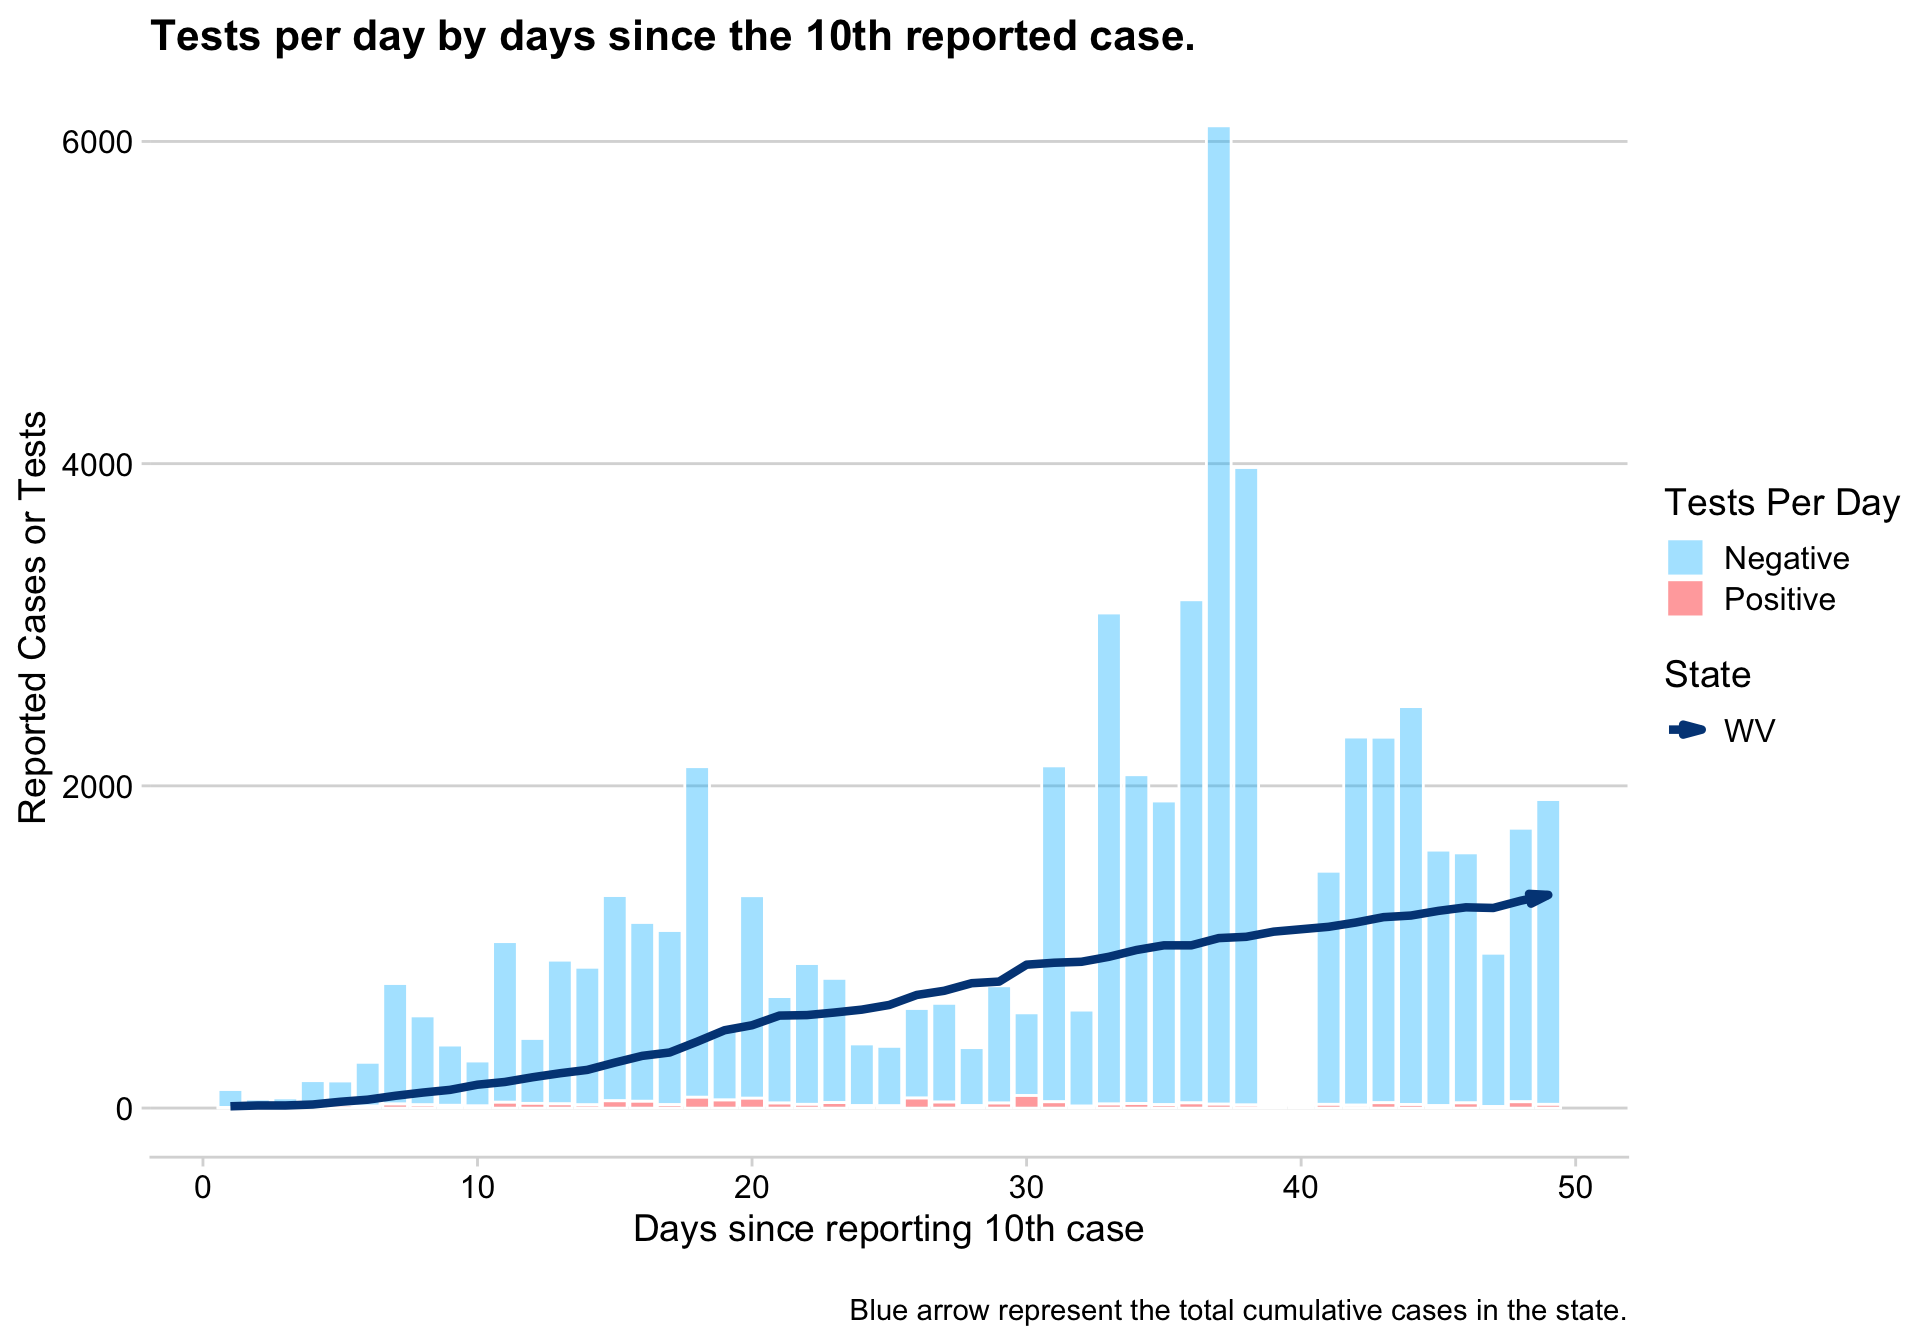 Tests per day by days since the 10th reported case.
6000
4000
2000
0
Reported Cases or Tests
0 10 20 30 40 50
Days since reporting 10th case
Tests Per Day
Negative
Positive
State
WV
Blue arrow represent the total cumulative cases in the state.